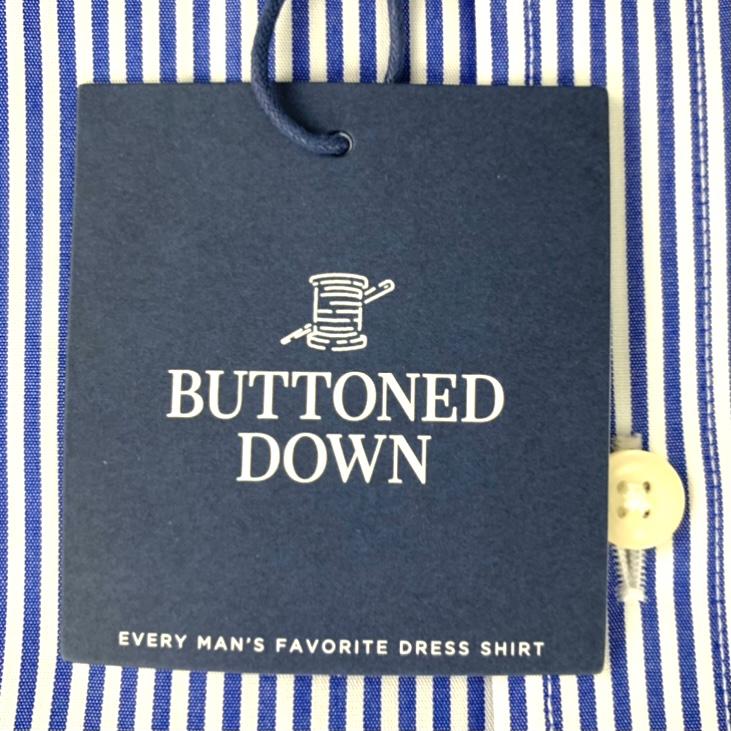 BUTTONED
DOWN
EVERY MAN'S FAVORITE DRESS SHIRT